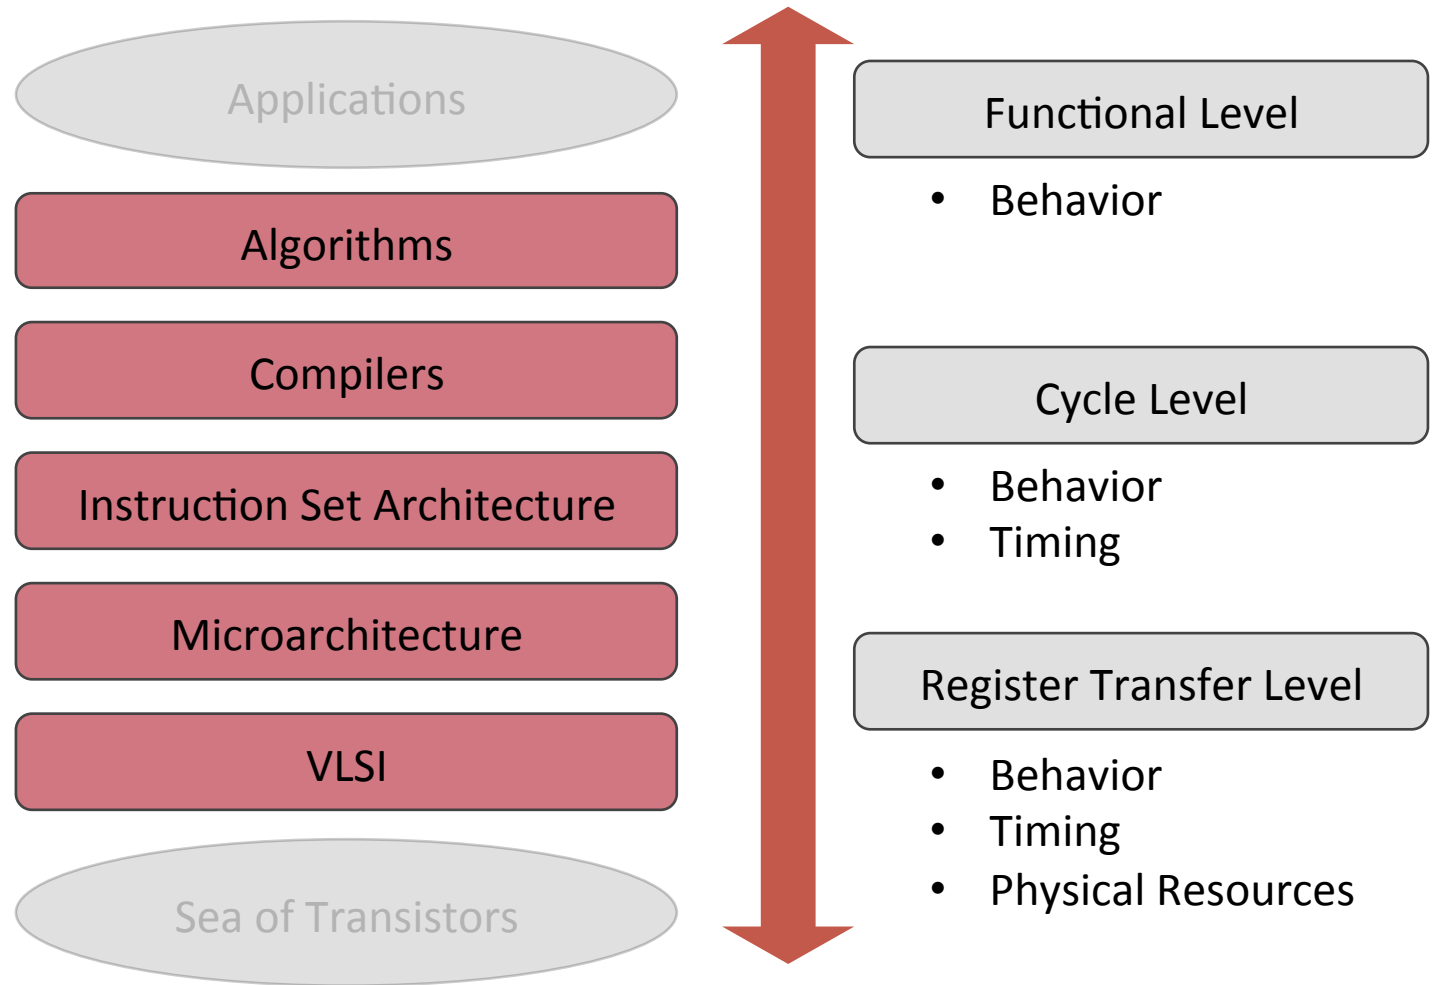 Applications
Algorithms
Compilers
Instruction Set Architecture
Microarchitecture
VLSI
Sea of Transistors
Functional Level
• Behavior
Cycle Level
• Behavior
• Timing
Register Transfer Level
• Behavior
• Timing
• Physical Resources